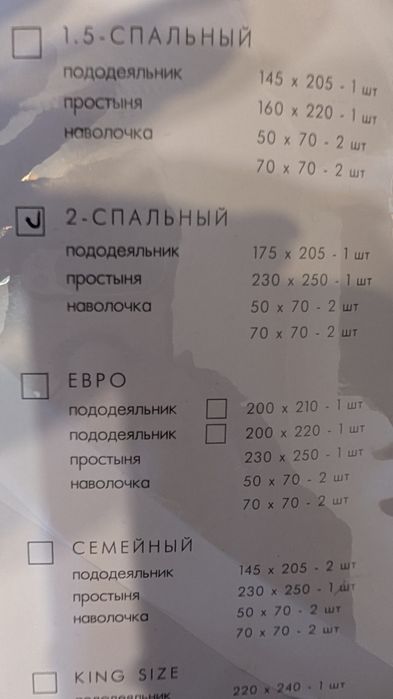 1.5-СПАЛЬНЫЙ
пододеяльник 145 x 205 - 1 шт
простыня 160 x 220 - 1 шт
наволочка 50 x 70 - 2 шт
70 x 70 - 2 шт
2-СПАЛЬНЫЙ
пододеяльник 175 x 205 - 1 шт
простыня 230 x 250 - 1 шт
наволочка 50 x 70 - 2 шт
70 x 70 - 2 шт
ЕВРО
пододеяльник 200 x 210 - 1 шт
пододеяльник 200 x 220 - 1 шт
простыня 230 x 250 - 1 шт
наволочка 50 x 70 - 2 шт
70 x 70 - 2 шт
СЕМЕЙНЫЙ
пододеяльник 145 x 205 - 2 шт
простыня 230 x 250 - 1 шт
наволочка 50 x 70 - 2 шт
70 x 70 - 2 шт
KING SIZE
пододеяльник 220 x 240 - 1 шт